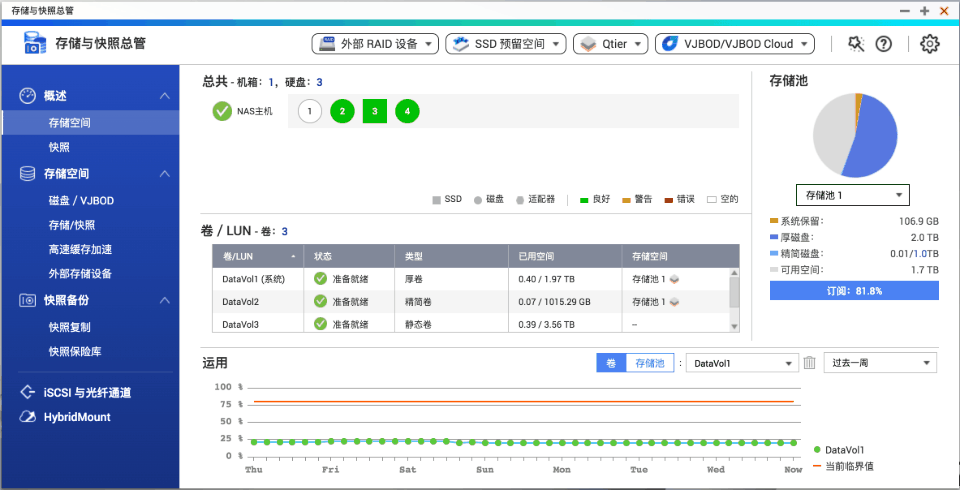 存储与快照总管
存储与快照总管
外部 RAID 设备
SSD 预留空间
Qtier
VJBOD/VJBOD Cloud
概述
存储空间
快照
存储空间
磁盘 / VJBOD
存储/快照
高速缓存加速
外部存储设备
快照备份
快照复制
快照保险库
iSCSI 与光纤通道
HybridMount
总共 - 机箱：1，硬盘：3
NAS主机
1 2 3 4
SSD 磁盘 适配器 良好 警告 错误 空的
存储池
存储池 1
系统保留： 106.9 GB
厚磁盘： 2.0 TB
精简磁盘： 0.01/1.0TB
可用空间： 1.7 TB
订阅：81.8%
卷 / LUN - 卷：3
卷/LUN 状态 类型 已用空间 存储空间
DataVol1 (系统) 准备就绪 厚卷 0.40 / 1.97 TB 存储池 1
DataVol2 准备就绪 精简卷 0.07 / 1015.29 GB 存储池 1
DataVol3 准备就绪 静态卷 0.39 / 3.56 TB --
运用
卷 存储池 : DataVol1 过去一周
100 %
75 %
50 %
25 %
0 %
Thu Fri Sat Sun Mon Tue Wed Now
DataVol1
当前临界值